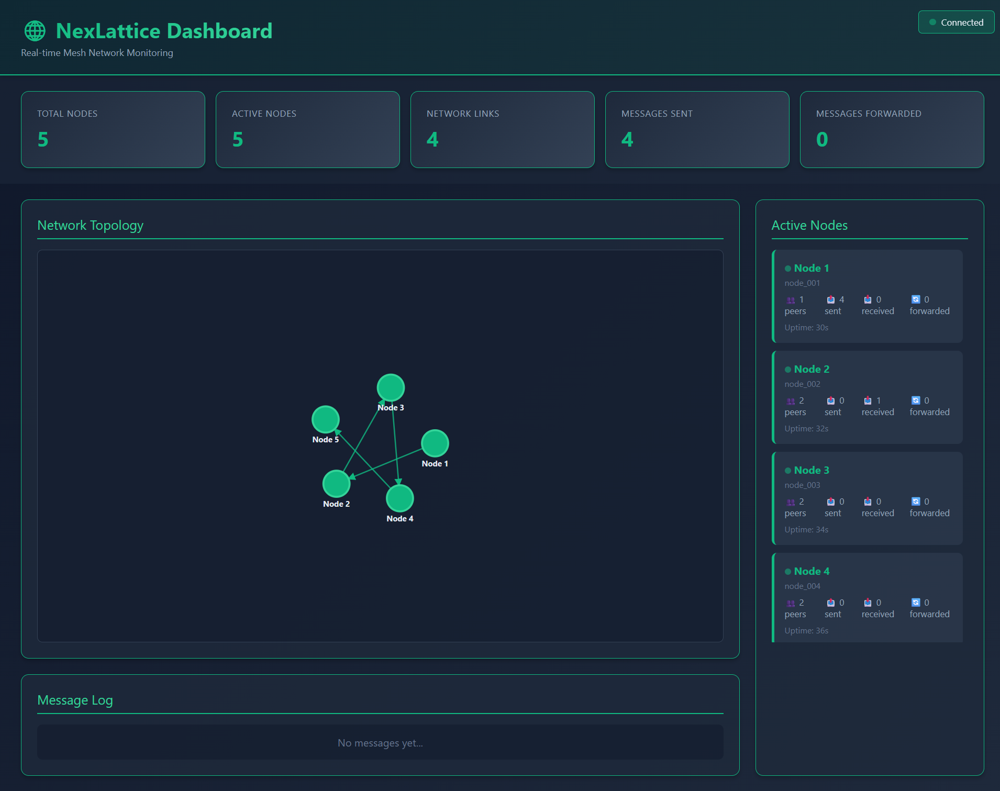 NexLattice Dashboard
Real-time Mesh Network Monitoring
Connected
TOTAL NODES
5
ACTIVE NODES
5
NETWORK LINKS
4
MESSAGES SENT
4
MESSAGES FORWARDED
0
Network Topology
Node 3
Node 5
Node 1
Node 2
Node 4
Message Log
No messages yet...
Active Nodes
Node 1
node_001
1 peers
4 sent
0 received
0 forwarded
Uptime: 30s
Node 2
node_002
2 peers
0 sent
1 received
0 forwarded
Uptime: 32s
Node 3
node_003
2 peers
0 sent
0 received
0 forwarded
Uptime: 34s
Node 4
node_004
2 peers
0 sent
0 received
0 forwarded
Uptime: 36s